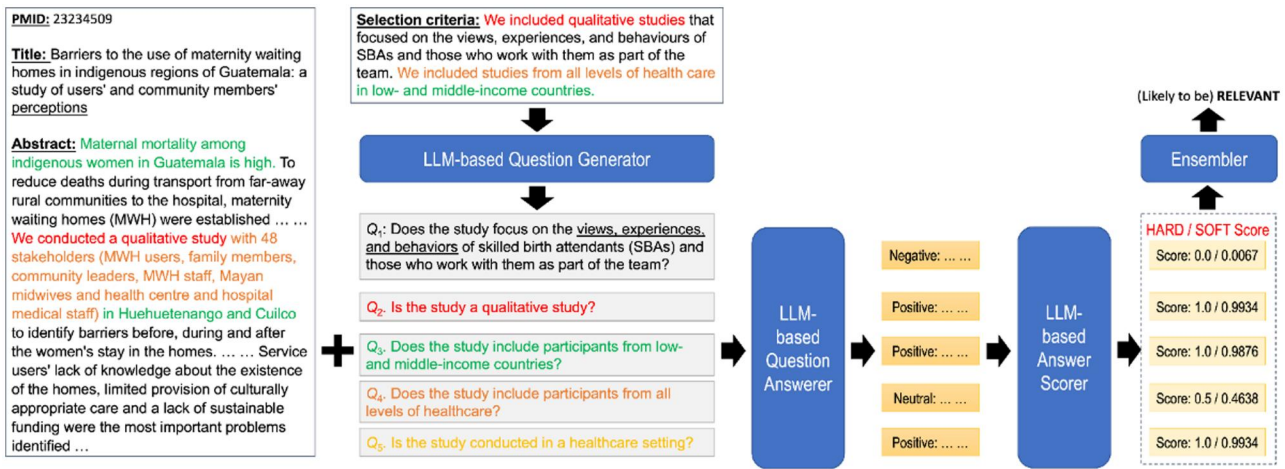 PMID: 23234509
Title: Barriers to the use of maternity waiting
homes in indigenous regions of Guatemala: a
study of users' and community members'
perceptions
Abstract: Maternal mortality among
indigenous women in Guatemala is high. To
reduce deaths during transport from far-away
rural communities to the hospital, maternity
waiting homes (MWH) were established … …
We conducted a qualitative study with 48
stakeholders (MWH users, family members,
community leaders, MWH staff, Mayan
midwives and health centre and hospital
medical staff) in Huehuetenango and Cuilco
to identify barriers before, during and after
the women's stay in the homes. … … Service
users' lack of knowledge about the existence
of the homes, limited provision of culturally
appropriate care and a lack of sustainable
funding were the most important problems
identified …
Selection criteria: We included qualitative studies that
focused on the views, experiences, and behaviours of
SBAs and those who work with them as part of the
team. We included studies from all levels of health care
in low- and middle-income countries.
LLM-based Question Generator
Q1: Does the study focus on the views, experiences,
and behaviors of skilled birth attendants (SBAs) and
those who work with them as part of the team?
Q2. Is the study a qualitative study?
Q3. Does the study include participants from low-
and middle-income countries?
Q4. Does the study include participants from all
levels of healthcare?
Q5. Is the study conducted in a healthcare setting?
LLM-
based
Question
Answerer
Negative: … …
Positive: … …
Positive: … …
Neutral: … …
Positive: … …
LLM-
based
Answer
Scorer
(Likely to be) RELEVANT
Ensembler
HARD / SOFT Score
Score: 0.0 / 0.0067
Score: 1.0 / 0.9934
Score: 1.0 / 0.9876
Score: 0.5 / 0.4638
Score: 1.0 / 0.9934